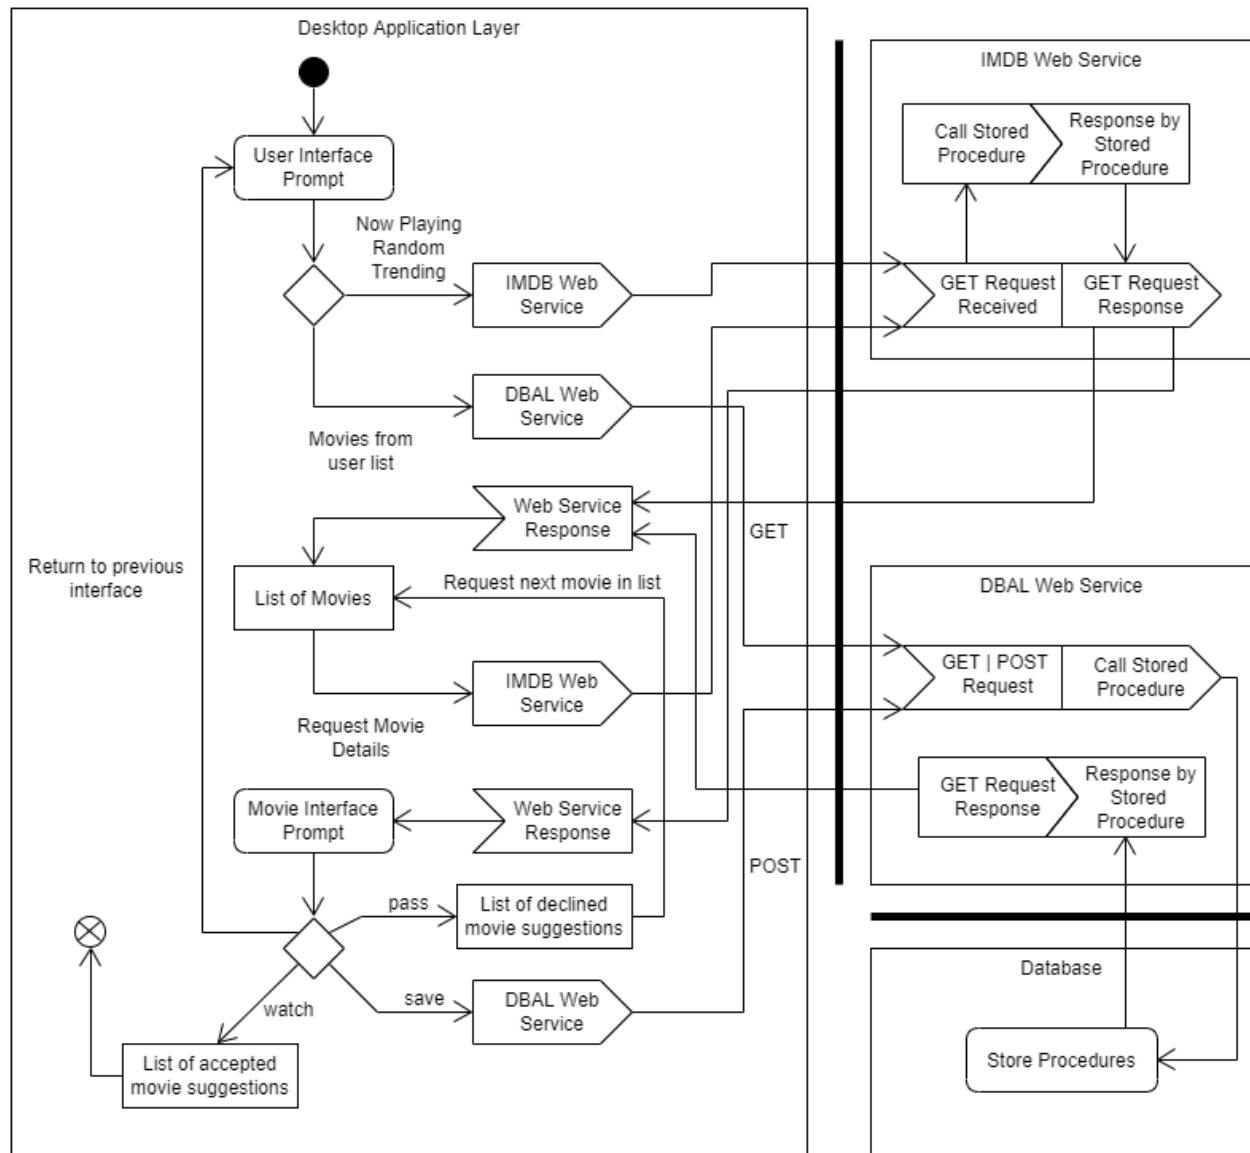 Desktop Application Layer
User Interface
Prompt
Now Playing
Random
Trending
IMDB Web
Service
DBAL Web
Service
Movies from
user list
Web Service
Response
GET
Return to previous
interface
List of Movies
Request next movie in list
IMDB Web
Service
Request Movie
Details
Movie Interface
Prompt
Web Service
Response
POST
pass
List of declined
movie suggestions
watch
save
DBAL Web
Service
List of accepted
movie suggestions
IMDB Web Service
Call Stored
Procedure
Response by
Stored
Procedure
GET Request
Received
GET Request
Response
DBAL Web Service
GET | POST
Request
Call Stored
Procedure
GET Request
Response
Response by
Stored
Procedure
Database
Store Procedures